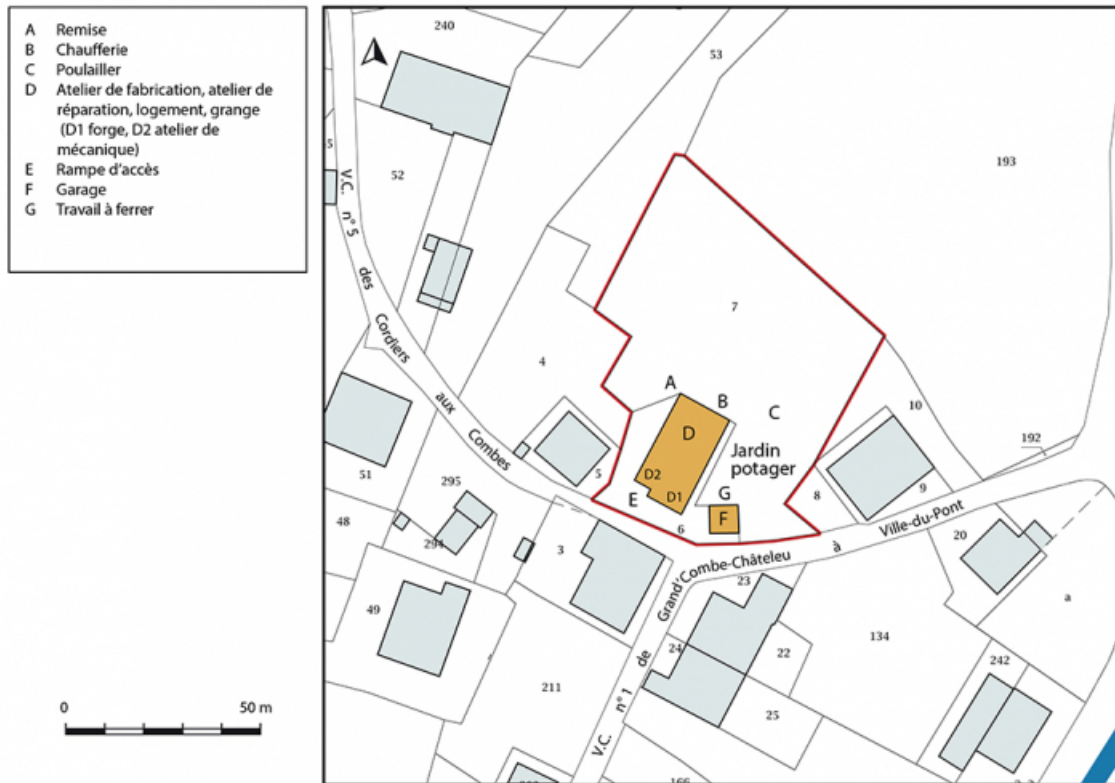 A Remise
B Chaufferie
C Poulailler
D Atelier de fabrication, atelier de
réparation, logement, grange
(D1 forge, D2 atelier de
mécanique)
E Rampe d'accès
F Garage
G Travail à ferrer
0 50 m
240
53
193
52
V.C. n° 5 des Cordiers aux Combes
7
4
A
B
C
D
10
Jardin
potager
192
51
5
D2
D1
E
G
F
8
9
295
48
294
6
3
20
V.C. n° 1 de Grand'Combe-Châteleu à Ville-du-Pont
23
a
49
134
24
22
242
211
25
166